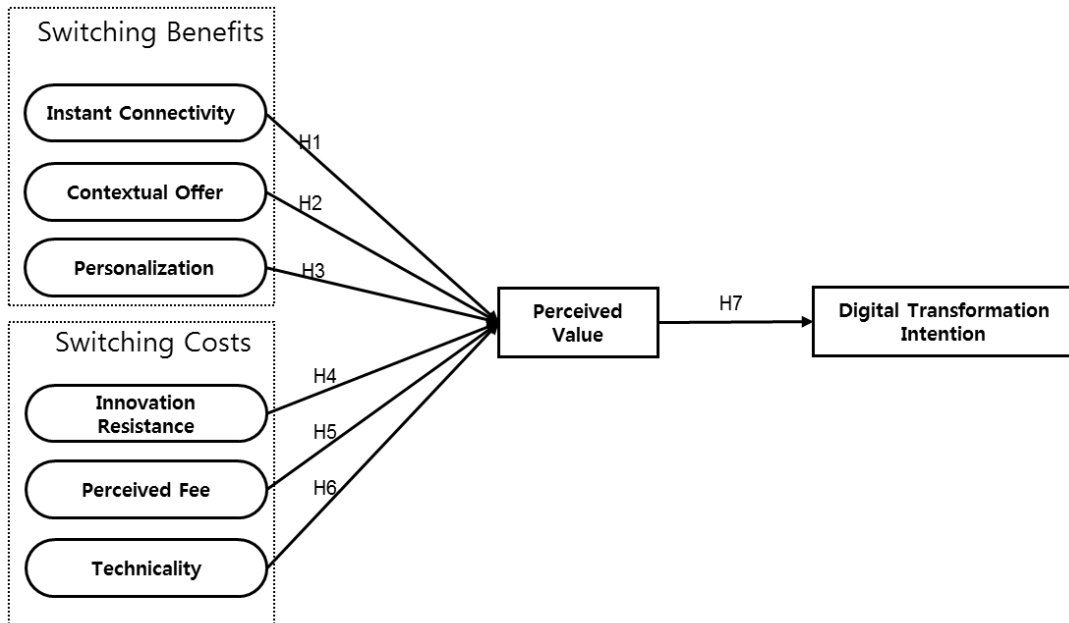 Switching Benefits
Instant Connectivity
H1
Contextual Offer
H2
Personalization
H3
Switching Costs
Innovation
Resistance
H4
Perceived Fee
H5
Technicality
H6
Perceived
Value
H7
Digital Transformation
Intention